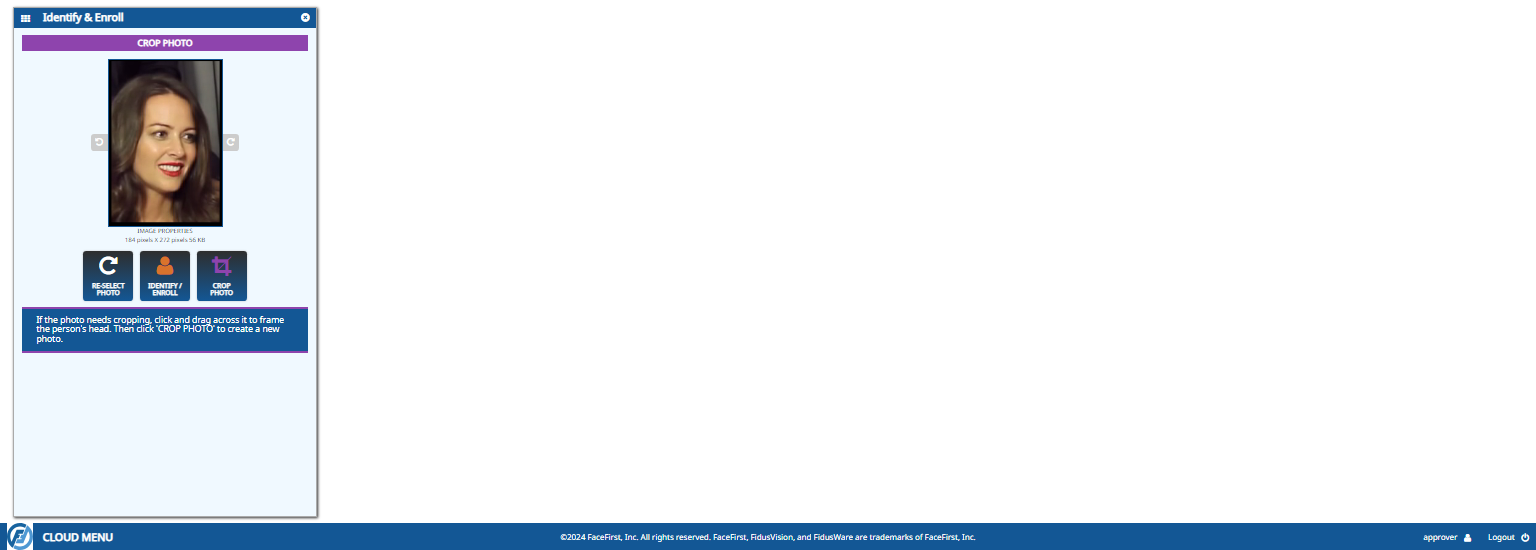 Identify & Enroll
CROP PHOTO
IMAGE PROPERTIES
184 pixels X 272 pixels 56 KB
RE-SELECT
PHOTO
IDENTIFY /
ENROLL
CROP
PHOTO
If the photo needs cropping, click and drag across it to frame
the person's head. Then click 'CROP PHOTO' to create a new
photo.
CLOUD MENU
©2024 FaceFirst, Inc. All rights reserved. FaceFirst, FidusVision, and FidusWare are trademarks of FaceFirst, Inc.
approver
Logout